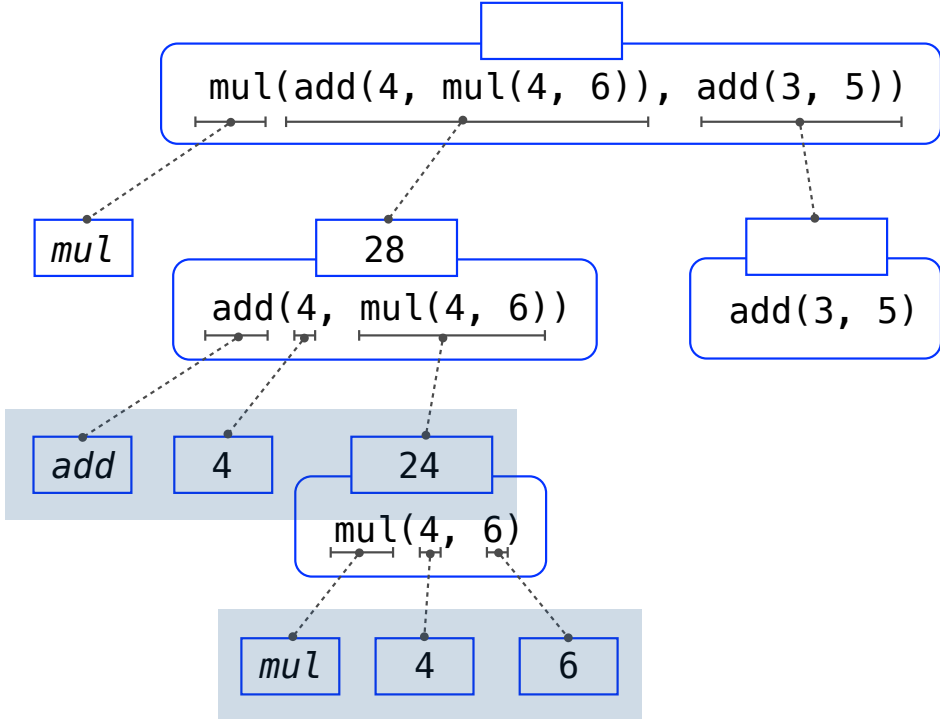 mul(add(4, mul(4, 6)), add(3, 5))
mul
28
add(4, mul(4, 6))
add(3, 5)
add
4
24
mul(4, 6)
mul
4
6